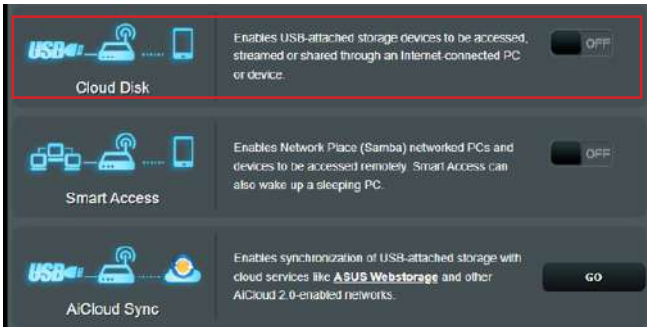 USB
Cloud Disk
Enables USB-attached storage devices to be accessed,
streamed or shared through an Internet-connected PC
or device.
OFF
Smart Access
Enables Network Place (Samba) networked PCs and
devices to be accessed remotely. Smart Access can
also wake up a sleeping PC.
OFF
USB
AiCloud Sync
Enables synchronization of USB-attached storage with
cloud services like ASUS Webstorage and other
AiCloud 2.0-enabled networks.
GO